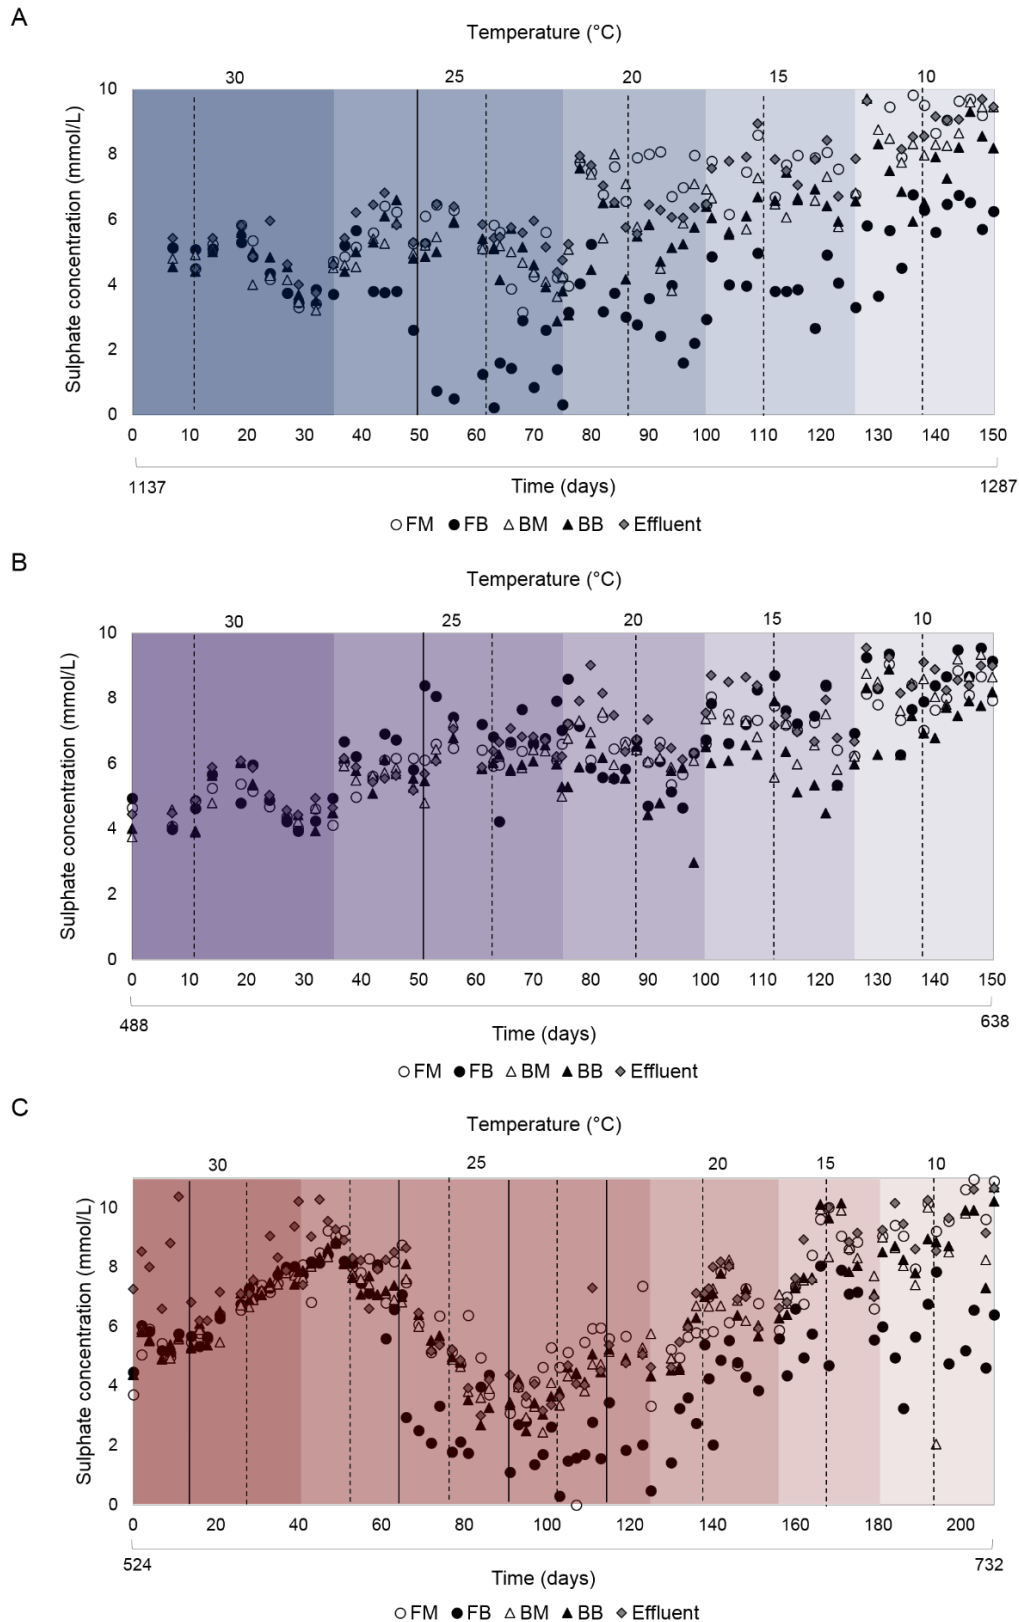 A
Temperature (°C)
30 25 20 15 10
Sulphate concentration (mmol/L)
10
8
6
4
2
0
0 10 20 30 40 50 60 70 80 90 100 110 120 130 140 150
1137 Time (days) 1287
FM FB BM BB Effluent
B
Temperature (°C)
30 25 20 15 10
Sulphate concentration (mmol/L)
10
8
6
4
2
0
0 10 20 30 40 50 60 70 80 90 100 110 120 130 140 150
488 Time (days) 638
FM FB BM BB Effluent
C
Temperature (°C)
30 25 20 15 10
Sulphate concentration (mmol/L)
10
8
6
4
2
0
0 20 40 60 80 100 120 140 160 180 200
524 Time (days) 732
FM FB BM BB Effluent